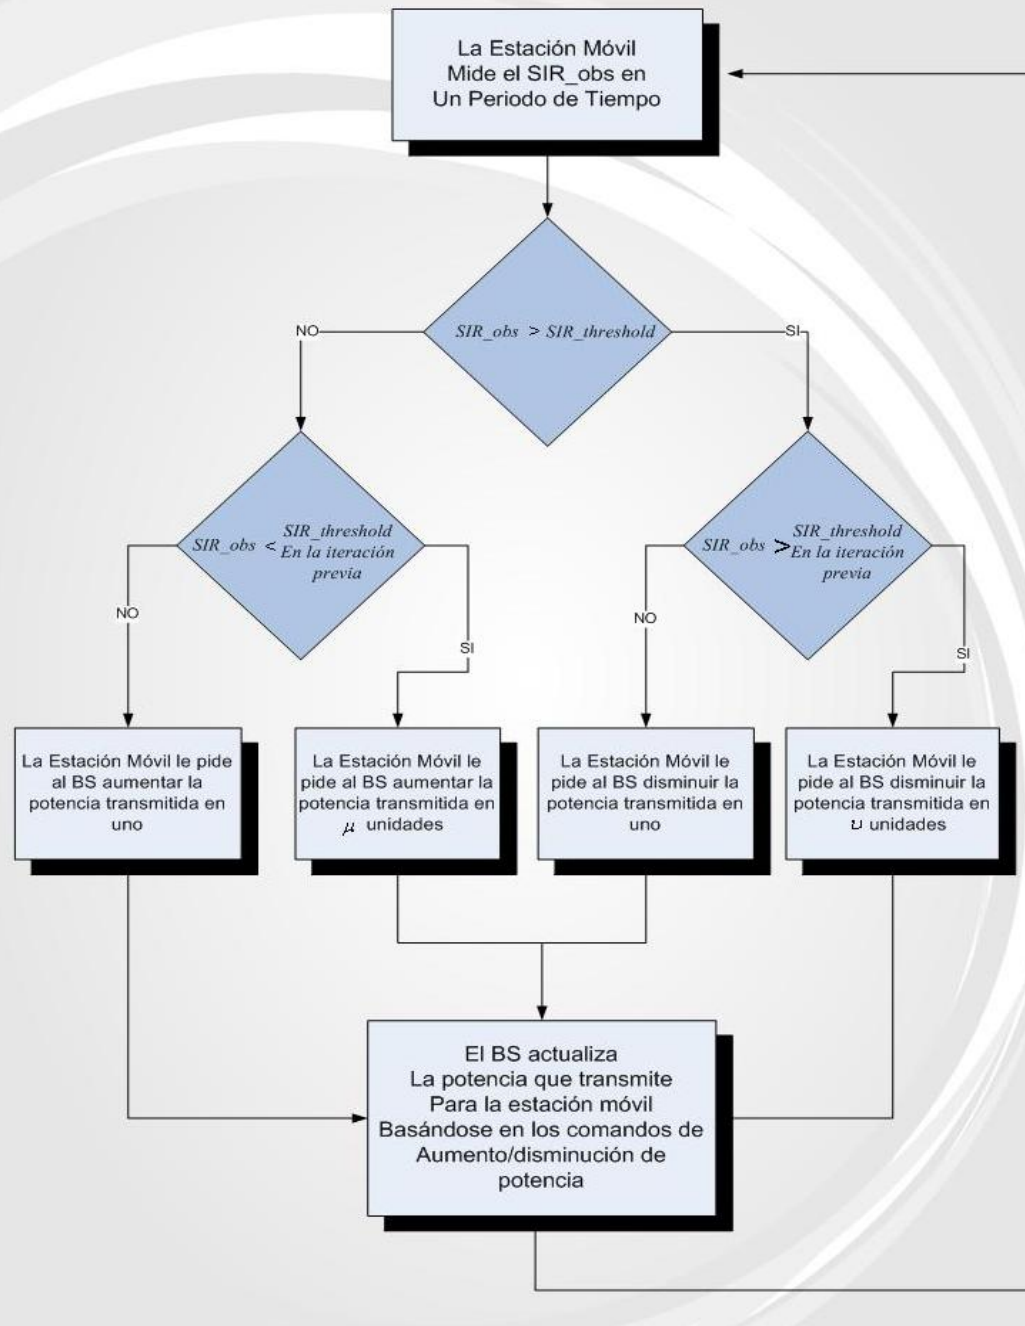 La Estación Móvil
Mide el SIR_obs en
Un Periodo de Tiempo
SIR_obs > SIR_threshold
NO
SI
SIR_obs < SIR_threshold
En la iteración
previa
SIR_obs > SIR_threshold
En la iteración
previa
NO
SI
NO
SI
La Estación Móvil le pide
al BS aumentar la
potencia transmitida en
uno
La Estación Móvil le
pide al BS aumentar la
potencia transmitida en
μ unidades
La Estación Móvil le
pide al BS disminuir la
potencia transmitida en
uno
La Estación Móvil le
pide al BS disminuir la
potencia transmitida en
υ unidades
El BS actualiza
La potencia que transmite
Para la estación móvil
Basándose en los comandos de
Aumento/disminución de
potencia